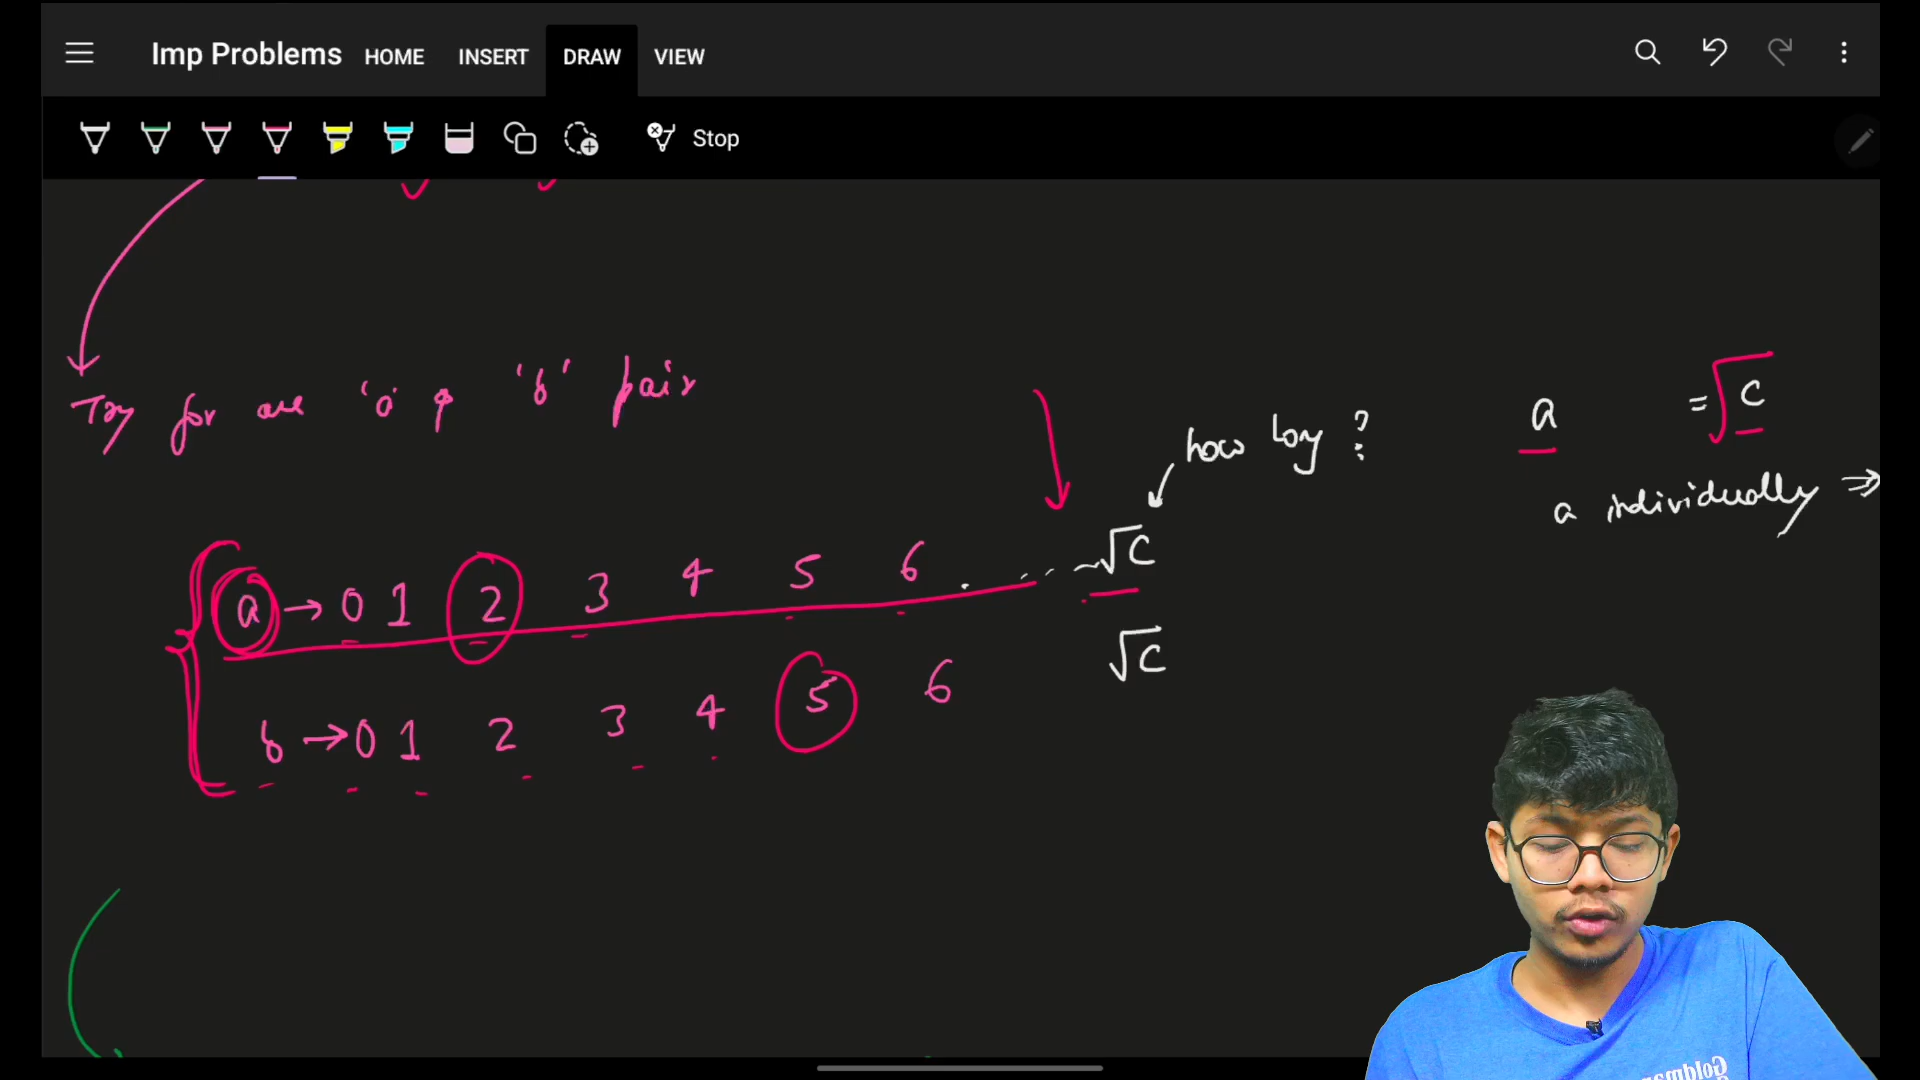 Imp Problems HOME INSERT DRAW VIEW
Stop
Try for all 'a' & 'b' pair
how long ?
a = √c
a individually ⇒
a → 0 1 2 3 4 5 6 . . . - √c
b → 0 1 2 3 4 5 6 √c